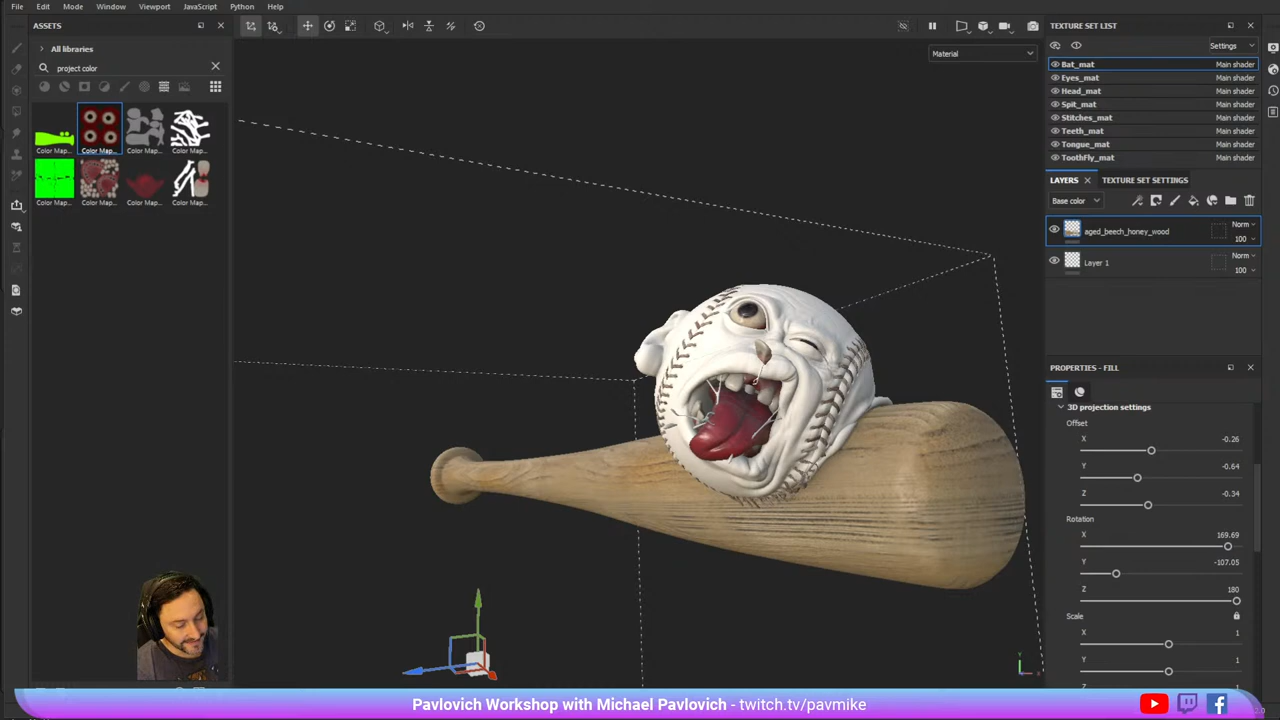 File Edit Mode Window Viewport JavaScript Python Help
ASSETS
All libraries
project color
Color Map... Color Map... Color Map... Color Map...
Color Map... Color Map... Color Map... Color Map...
Material
TEXTURE SET LIST
Settings
Bat_mat Main shader
Eyes_mat Main shader
Head_mat Main shader
Spit_mat Main shader
Stitches_mat Main shader
Teeth_mat Main shader
Tongue_mat Main shader
ToothFly_mat Main shader
LAYERS TEXTURE SET SETTINGS
Base color
aged_beech_honey_wood Norm
100
Layer 1 Norm
100
PROPERTIES - FILL
3D projection settings
Offset
X -0.26
Y -0.64
Z -0.34
Rotation
X 169.69
Y -107.05
Z 180
Scale
X 1
Y 1
Pavlovich Workshop with Michael Pavlovich - twitch.tv/pavmike